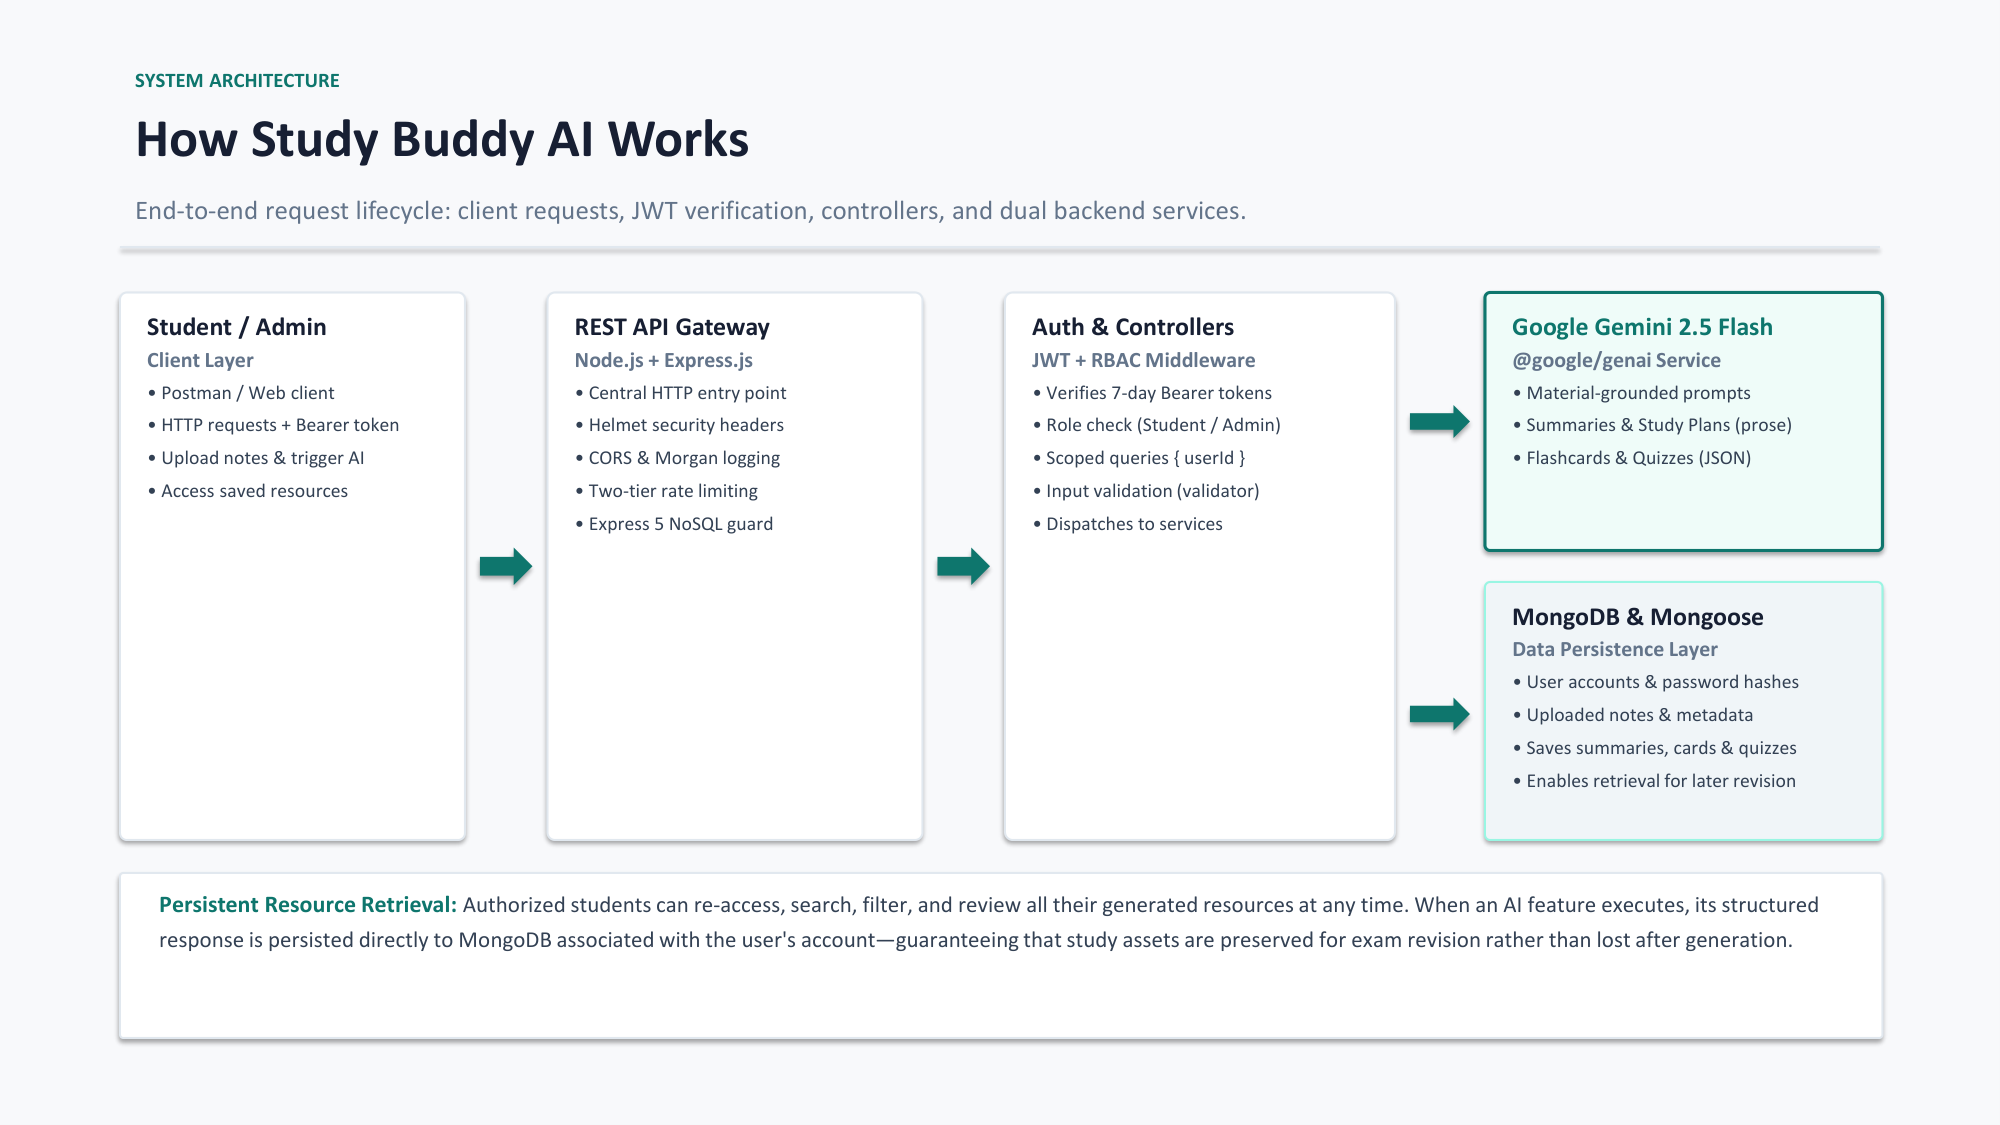 SYSTEM ARCHITECTURE
How Study Buddy AI Works
End-to-end request lifecycle: client requests, JWT verification, controllers, and dual backend services.
Student / Admin
Client Layer
• Postman / Web client
• HTTP requests + Bearer token
• Upload notes & trigger AI
• Access saved resources
REST API Gateway
Node.js + Express.js
• Central HTTP entry point
• Helmet security headers
• CORS & Morgan logging
• Two-tier rate limiting
• Express 5 NoSQL guard
Auth & Controllers
JWT + RBAC Middleware
• Verifies 7-day Bearer tokens
• Role check (Student / Admin)
• Scoped queries { userId }
• Input validation (validator)
• Dispatches to services
Google Gemini 2.5 Flash
@google/genai Service
• Material-grounded prompts
• Summaries & Study Plans (prose)
• Flashcards & Quizzes (JSON)
MongoDB & Mongoose
Data Persistence Layer
• User accounts & password hashes
• Uploaded notes & metadata
• Saves summaries, cards & quizzes
• Enables retrieval for later revision
Persistent Resource Retrieval: Authorized students can re-access, search, filter, and review all their generated resources at any time. When an AI feature executes, its structured
response is persisted directly to MongoDB associated with the user's account—guaranteeing that study assets are preserved for exam revision rather than lost after generation.